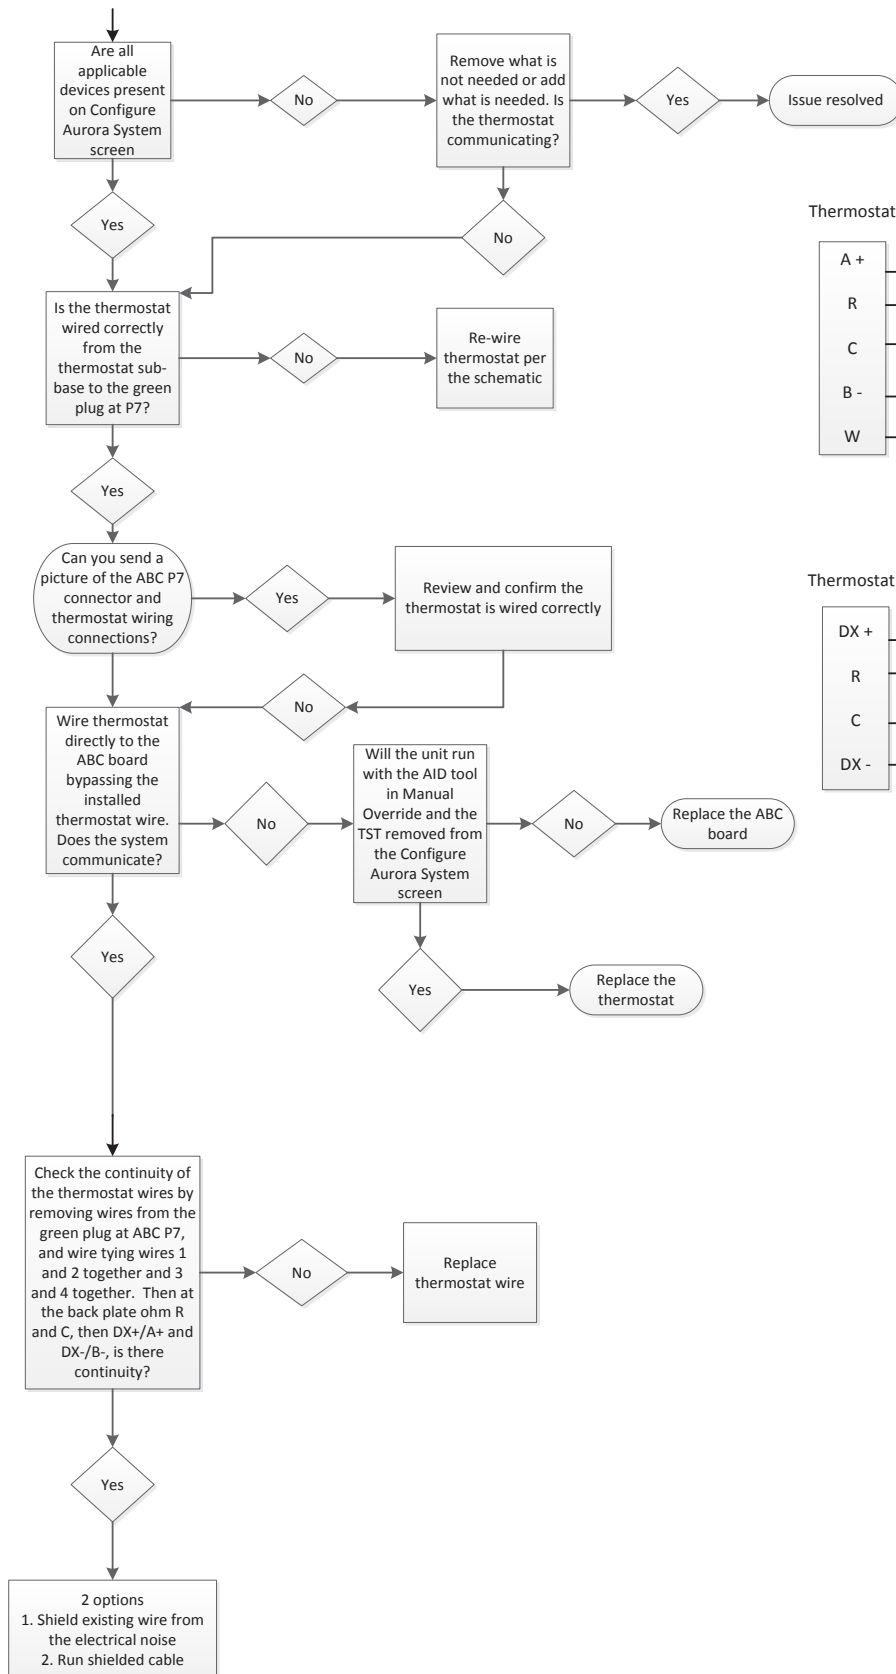 Are all
applicable
devices present
on Configure
Aurora System
screen
No
Remove what is
not needed or add
what is needed. Is
the thermostat
communicating?
Yes
Issue resolved
Yes
No
Thermostat
A +
R
C
B -
W
Is the thermostat
wired correctly
from the
thermostat sub-
base to the green
plug at P7?
No
Re-wire
thermostat per
the schematic
Yes
Can you send a
picture of the ABC P7
connector and
thermostat wiring
connections?
Yes
Review and confirm the
thermostat is wired correctly
Thermostat
DX +
R
C
DX -
No
Wire thermostat
directly to the
ABC board
bypassing the
installed
thermostat wire.
Does the system
communicate?
No
Will the unit run
with the AID tool
in Manual
Override and the
TST removed from
the Configure
Aurora System
screen
No
Replace the ABC
board
Yes
Yes
Replace the
thermostat
Check the continuity of
the thermostat wires by
removing wires from the
green plug at ABC P7,
and wire tying wires 1
and 2 together and 3
and 4 together.  Then at
the back plate ohm R
and C, then DX+/A+ and
DX-/B-, is there
continuity?
No
Replace
thermostat wire
Yes
2 options
1. Shield existing wire from
the electrical noise
2. Run shielded cable